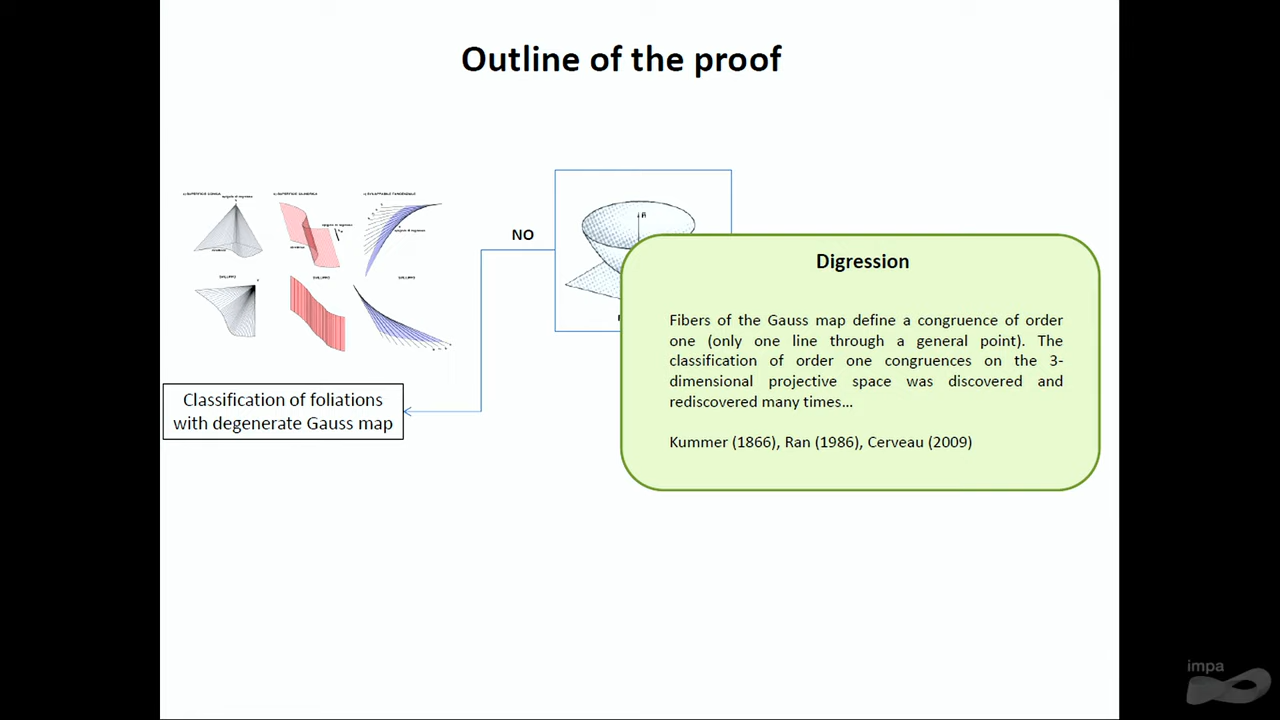 Outline of the proof
NO
Classification of foliations
with degenerate Gauss map
Digression
Fibers of the Gauss map define a congruence of order
one (only one line through a general point). The
classification of order one congruences on the 3-
dimensional projective space was discovered and
rediscovered many times…
Kummer (1866), Ran (1986), Cerveau (2009)
impa